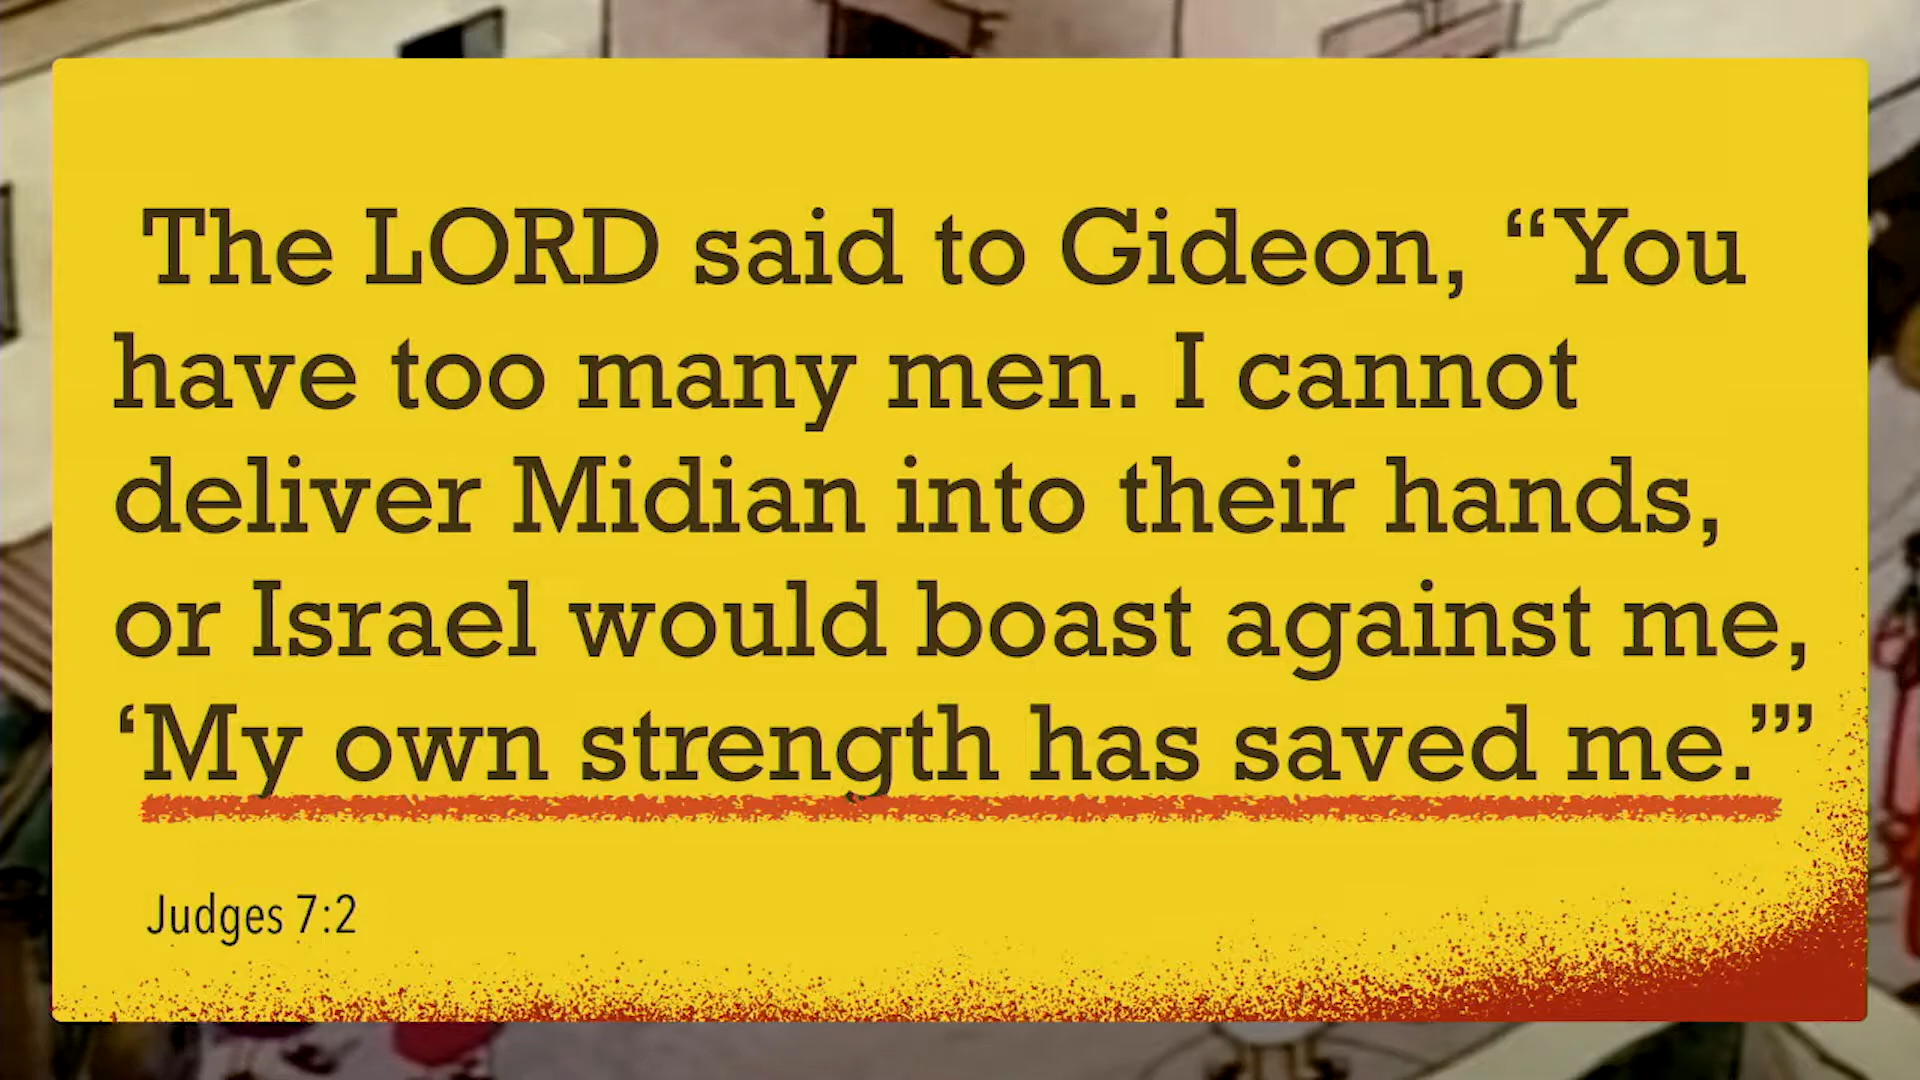 The LORD said to Gideon, “You
have too many men. I cannot
deliver Midian into their hands,
or Israel would boast against me,
‘My own strength has saved me.’”
Judges 7:2